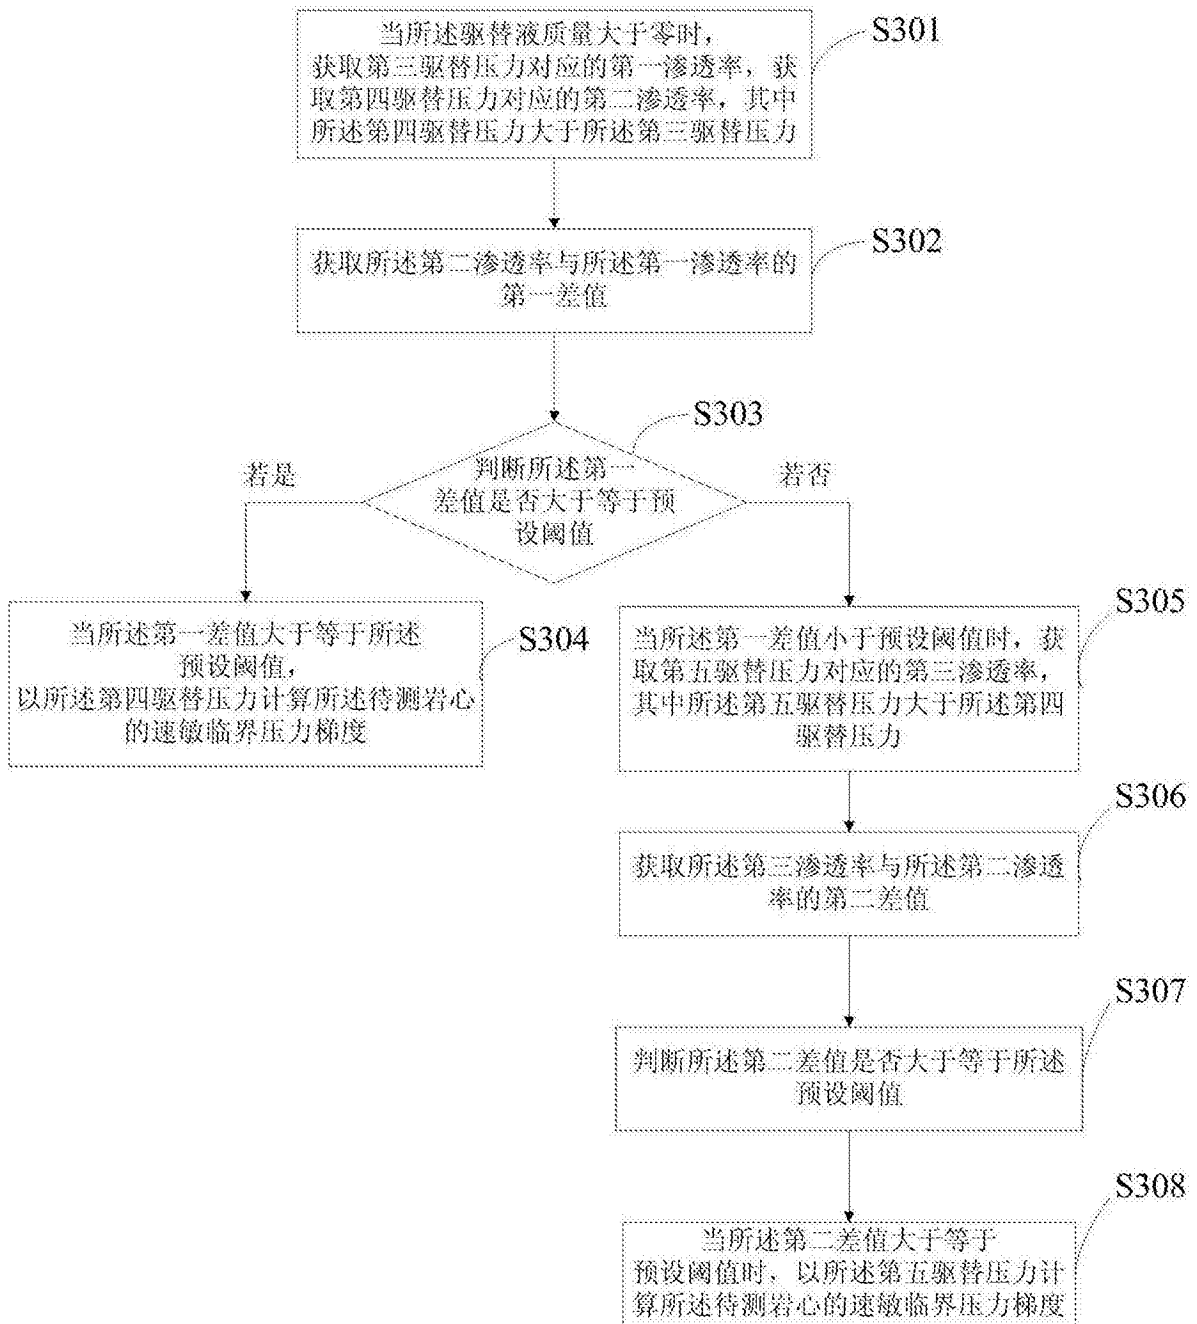 当所述驱替液质量大于零时，
获取第三驱替压力对应的第一渗透率，获
取第四驱替压力对应的第二渗透率，其中
所述第四驱替压力大于所述第三驱替压力
S301
获取所述第二渗透率与所述第一渗透率的
第一差值
S302
S303
判断所述第一
差值是否大于等于预
设阈值
若是
若否
当所述第一差值大于等于所述
预设阈值，
以所述第四驱替压力计算所述待测岩心
的速敏临界压力梯度
S304
当所述第一差值小于预设阈值时，获
取第五驱替压力对应的第三渗透率，
其中所述第五驱替压力大于所述第四
驱替压力
S305
获取所述第三渗透率与所述第二渗透
率的第二差值
S306
判断所述第二差值是否大于等于所述
预设阈值
S307
当所述第二差值大于等于
预设阈值时，以所述第五驱替压力计
算所述待测岩心的速敏临界压力梯度
S308